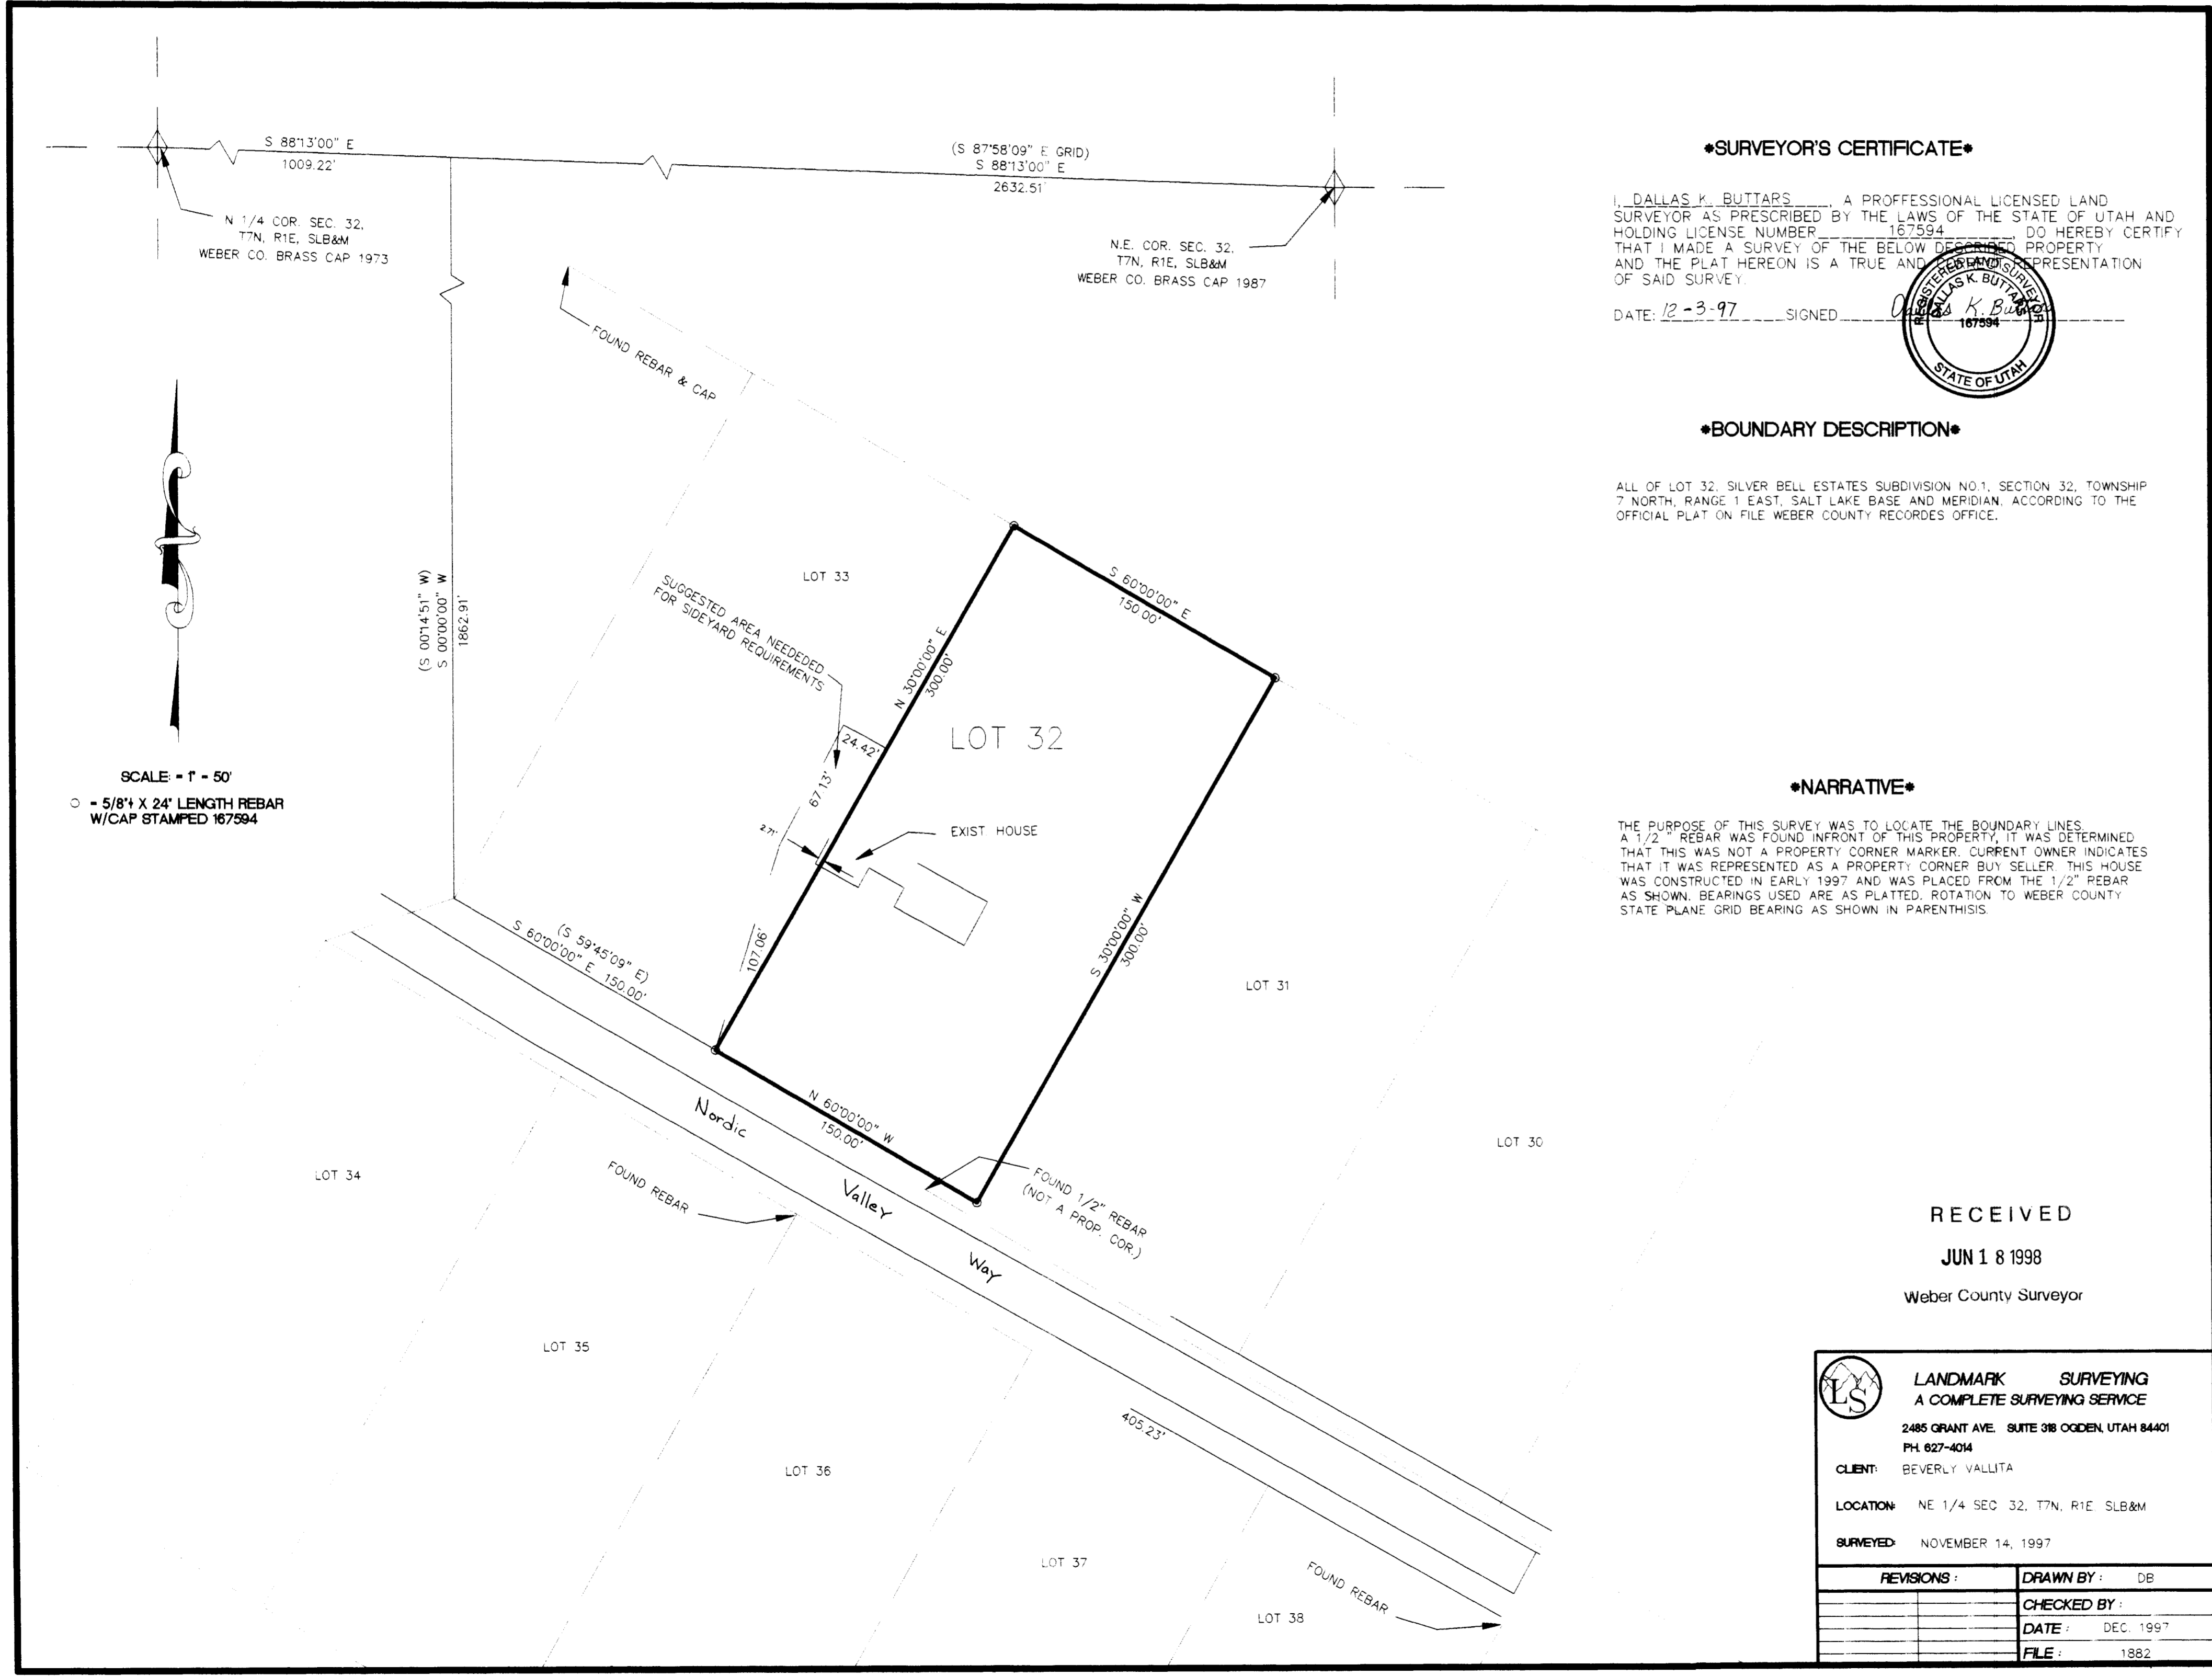 S 88°13'00" E
1009.22'
(S 87°58'09" E GRID)
S 88°13'00" E
2632.51'
N 1/4 COR. SEC. 32,
T7N, R1E, SLB&M
WEBER CO. BRASS CAP 1973
N.E. COR. SEC. 32,
T7N, R1E, SLB&M
WEBER CO. BRASS CAP 1987
FOUND REBAR & CAP
(S 00°14'51" W)
S 00°00'00" W
1862.91'
SCALE: = 1" = 50'
= 5/8"+ X 24" LENGTH REBAR
W/CAP STAMPED 167594
LOT 33
SUGGESTED AREA NEEDEDED
FOR SIDEYARD REQUIREMENTS
N 30°00'00" E
300.00'
S 60°00'00" E
150.00'
LOT 32
24.42'
67.13'
2.71'
EXIST HOUSE
107.06'
S 30°00'00" W
300.00'
LOT 31
(S 59°45'09" E)
S 60°00'00" E 150.00'
N 60°00'00" W
150.00'
Nordic Valley Way
FOUND 1/2" REBAR
(NOT A PROP. COR.)
LOT 30
LOT 34
FOUND REBAR
LOT 35
405.23'
LOT 36
LOT 37
FOUND REBAR
LOT 38
*SURVEYOR'S CERTIFICATE*
I, DALLAS K. BUTTARS, A PROFFESSIONAL LICENSED LAND
SURVEYOR AS PRESCRIBED BY THE LAWS OF THE STATE OF UTAH AND
HOLDING LICENSE NUMBER 167594, DO HEREBY CERTIFY
THAT I MADE A SURVEY OF THE BELOW DESCRIBED PROPERTY
AND THE PLAT HEREON IS A TRUE AND CORRECT REPRESENTATION
OF SAID SURVEY.
DATE: 12-3-97 SIGNED Dallas K. Buttars
REGISTERED LAND SURVEYOR
DALLAS K. BUTTARS
167594
STATE OF UTAH
*BOUNDARY DESCRIPTION*
ALL OF LOT 32, SILVER BELL ESTATES SUBDIVISION NO.1, SECTION 32, TOWNSHIP
7 NORTH, RANGE 1 EAST, SALT LAKE BASE AND MERIDIAN, ACCORDING TO THE
OFFICIAL PLAT ON FILE WEBER COUNTY RECORDES OFFICE.
*NARRATIVE*
THE PURPOSE OF THIS SURVEY WAS TO LOCATE THE BOUNDARY LINES.
A 1/2 " REBAR WAS FOUND INFRONT OF THIS PROPERTY, IT WAS DETERMINED
THAT THIS WAS NOT A PROPERTY CORNER MARKER. CURRENT OWNER INDICATES
THAT IT WAS REPRESENTED AS A PROPERTY CORNER BUY SELLER. THIS HOUSE
WAS CONSTRUCTED IN EARLY 1997 AND WAS PLACED FROM THE 1/2" REBAR
AS SHOWN. BEARINGS USED ARE AS PLATTED. ROTATION TO WEBER COUNTY
STATE PLANE GRID BEARING AS SHOWN IN PARENTHISIS.
RECEIVED
JUN 18 1998
Weber County Surveyor
LS
LANDMARK SURVEYING
A COMPLETE SURVEYING SERVICE
2485 GRANT AVE. SUITE 318 OGDEN, UTAH 84401
PH. 627-4014
CLIENT: BEVERLY VALLITA
LOCATION: NE 1/4 SEC 32, T7N, R1E. SLB&M
SURVEYED: NOVEMBER 14, 1997
REVISIONS :
DRAWN BY : DB
CHECKED BY :
DATE : DEC. 1997
FILE : 1882